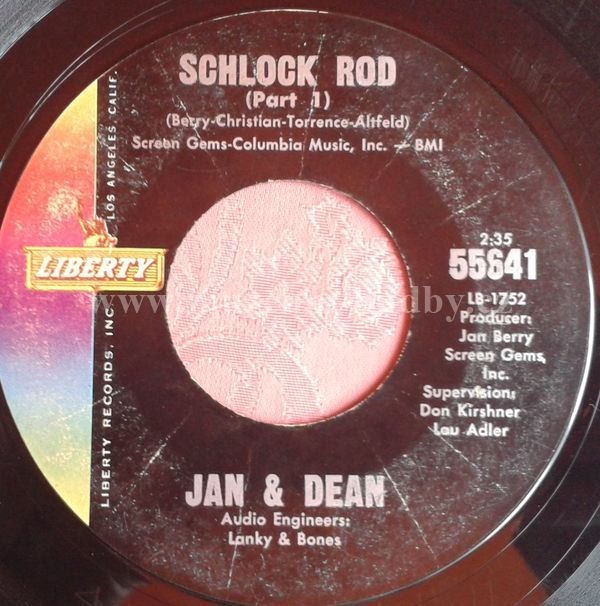 SCHLOCK ROD
(Part 1)
(Berry-Christian-Torrence-Altfeld)
Screen Gems-Columbia Music, Inc. - BMI
LIBERTY RECORDS, INC. LOS ANGELES, CALIF.
LIBERTY
2:35
55641
LB-1752
Producer:
Jan Berry
Screen Gems,
Inc.
Supervision:
Don Kirshner
Lou Adler
JAN & DEAN
Audio Engineers:
Lanky & Bones